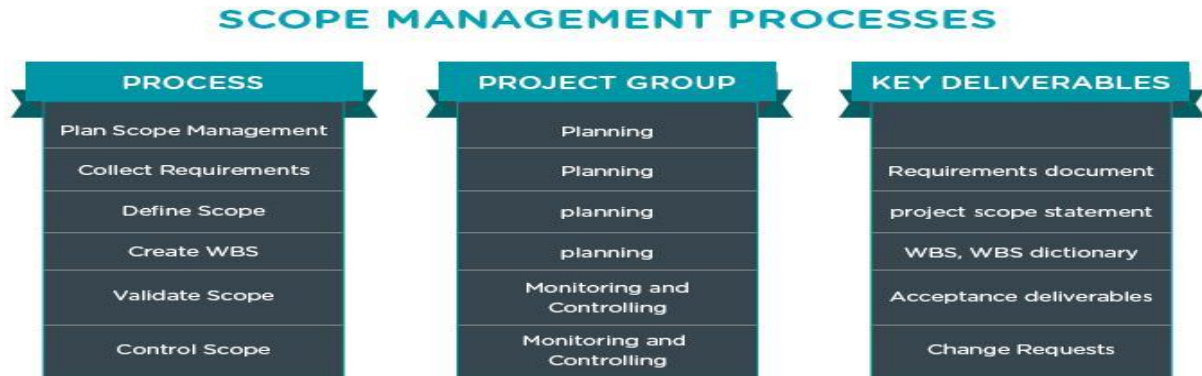 SCOPE MANAGEMENT PROCESSES
PROCESS
PROJECT GROUP
KEY DELIVERABLES
Plan Scope Management
Planning
Collect Requirements
Planning
Requirements document
Define Scope
planning
project scope statement
Create WBS
planning
WBS, WBS dictionary
Validate Scope
Monitoring and
Controlling
Acceptance deliverables
Control Scope
Monitoring and
Controlling
Change Requests